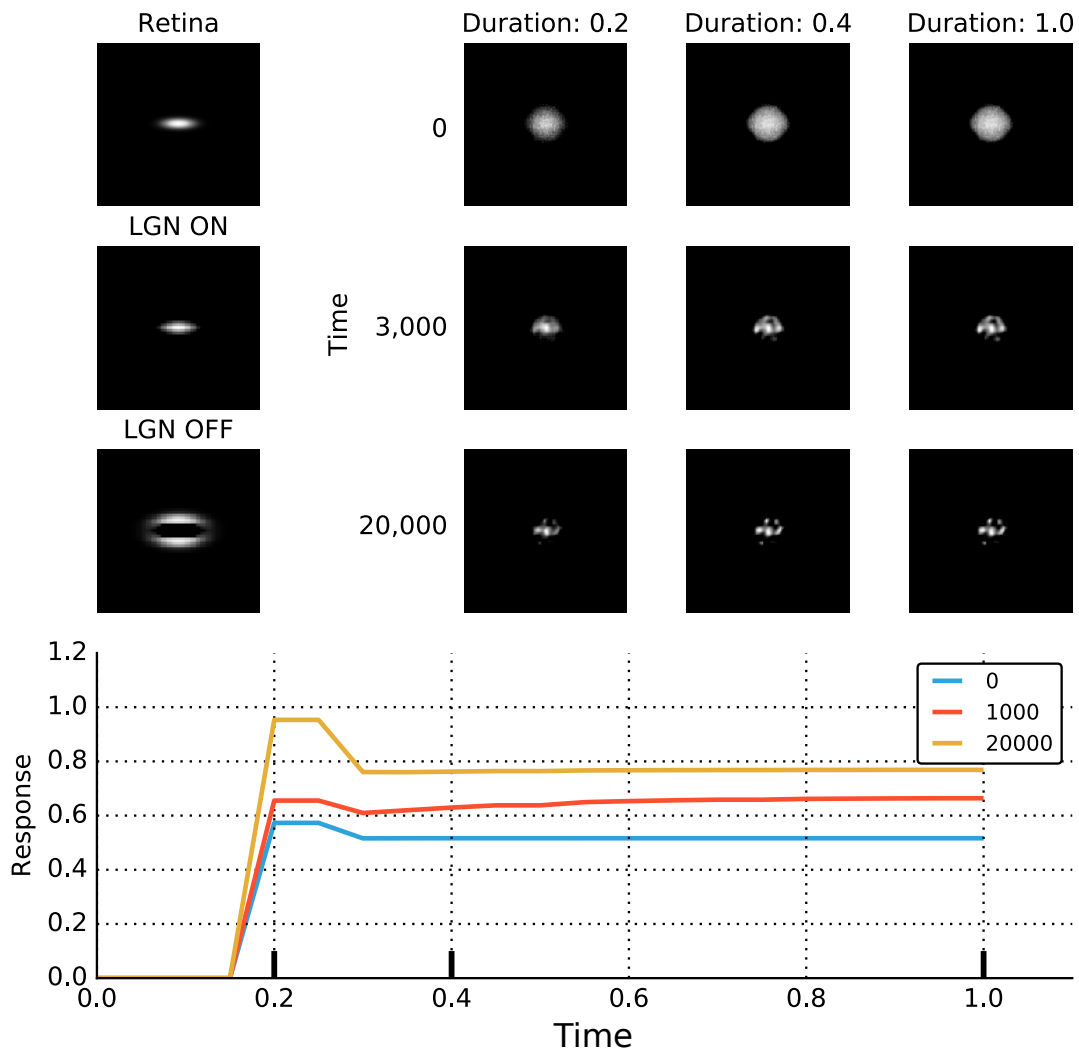 Retina
Duration: 0.2
Duration: 0.4
Duration: 1.0
0
LGN ON
Time
3,000
LGN OFF
20,000
1.2
1.0
0.8
0.6
0.4
0.2
0.0
Response
0
1000
20000
0.0
0.2
0.4
0.6
0.8
1.0
Time